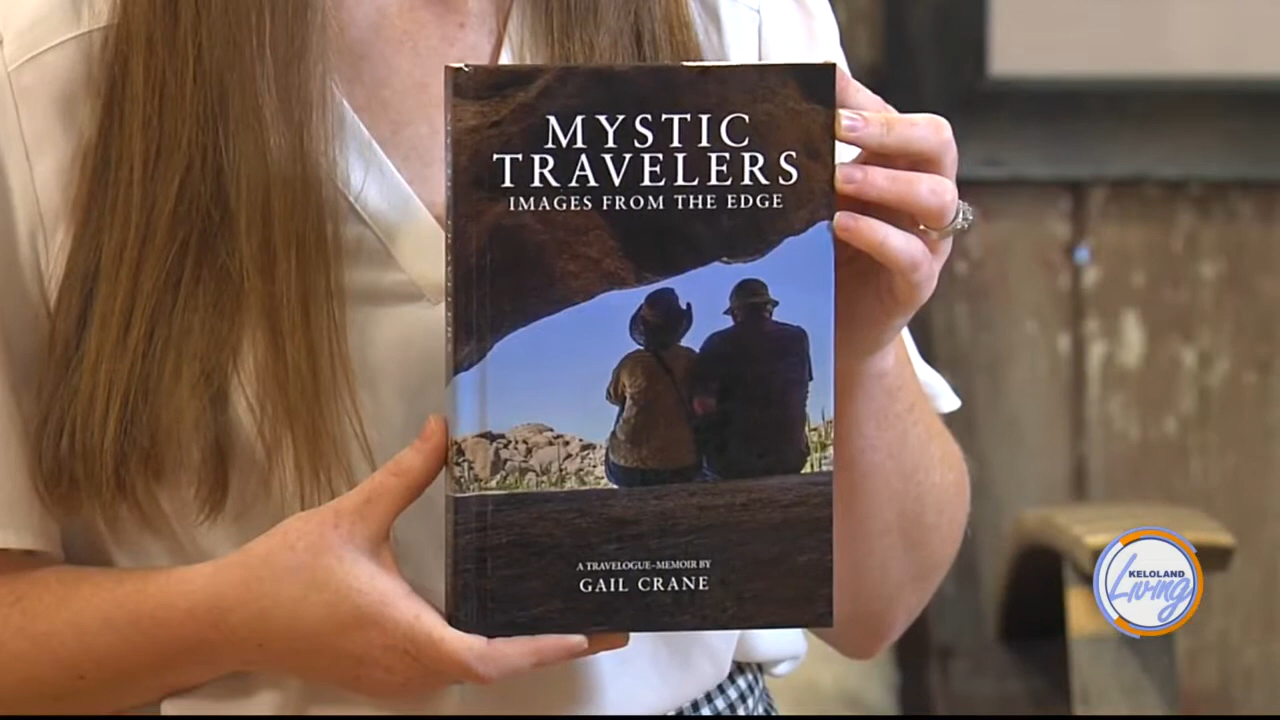 MYSTIC
TRAVELERS
IMAGES FROM THE EDGE
A TRAVELOGUE–MEMOIR BY
GAIL CRANE
KELOLAND
Living